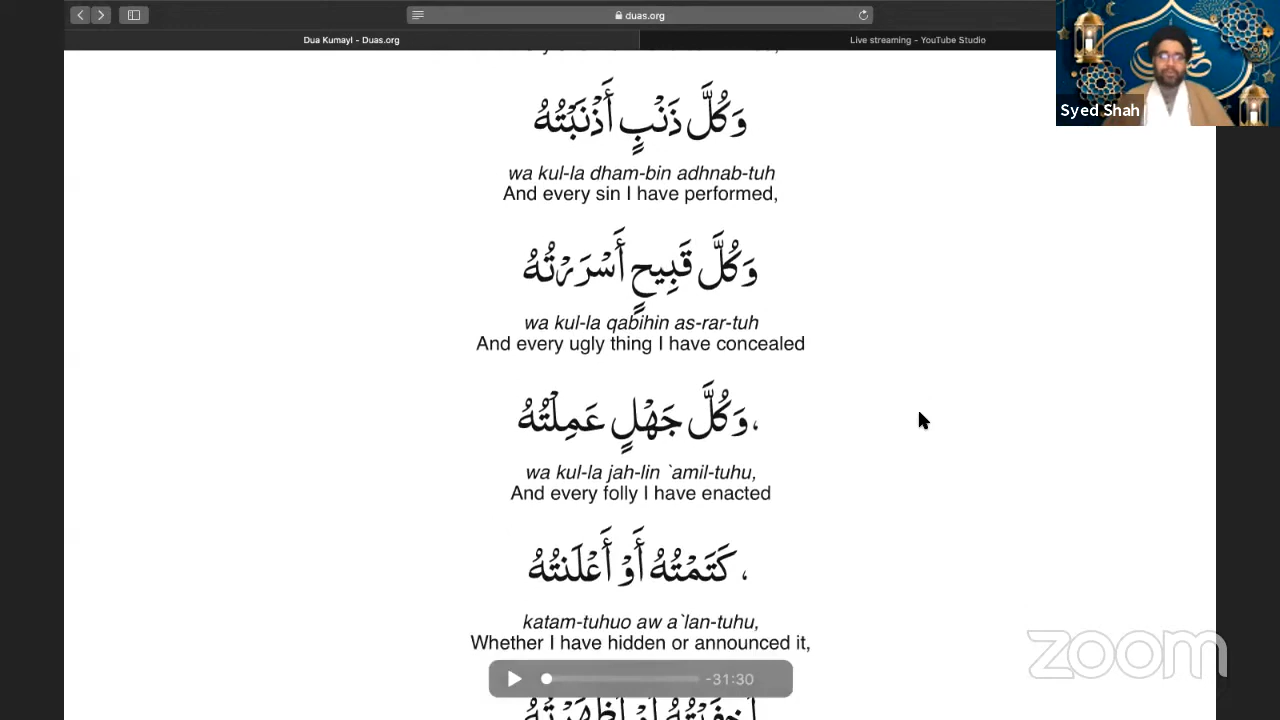 duas.org
Dua Kumayl - Duas.org
Live streaming - YouTube Studio
Syed Shah
وَكُلَّ ذَنْبٍ أَذْنَبْتُهُ
wa kul-la dham-bin adhnab-tuh
And every sin I have performed,
وَكُلَّ قَبِيحٍ أَسْرَرْتُهُ
wa kul-la qabihin as-rar-tuh
And every ugly thing I have concealed
،وَكُلَّ جَهْلٍ عَمِلْتُهُ
wa kul-la jah-lin `amil-tuhu,
And every folly I have enacted
،كَتَمْتُهُ أَوْ أَعْلَنتُهُ
katam-tuhuo aw a`lan-tuhu,
Whether I have hidden or announced it,
-31:30
zoom